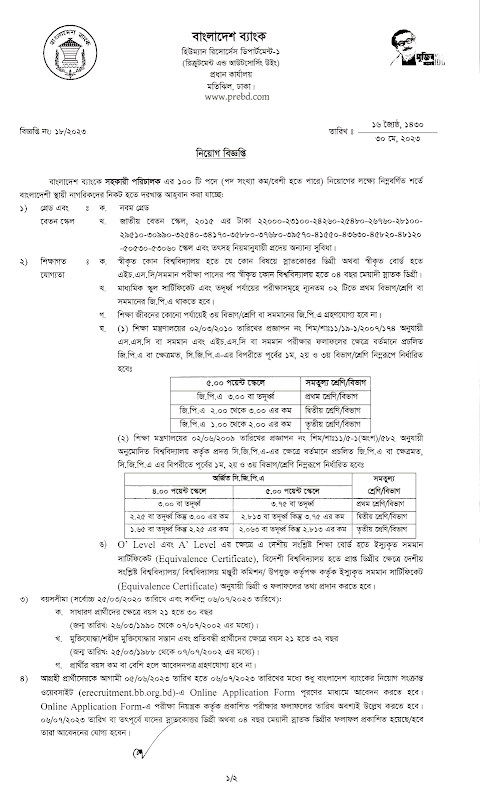 বাংলাদেশ ব্যাংক
হিউম্যান রিসোর্সেস ডিপার্টমেন্ট-১
(রিক্রুটমেন্ট এন্ড আউটসোর্সিং উইং)
প্রধান কার্যালয়
মতিঝিল, ঢাকা।
www.prebd.com
মুজিব
বিজ্ঞপ্তি নং: ১৮/২০২৩
তারিখ : ১৬ জ্যৈষ্ঠ, ১৪৩০
৩০ মে, ২০২৩
নিয়োগ বিজ্ঞপ্তি
বাংলাদেশ ব্যাংকে সহকারী পরিচালক এর ১০০ টি পদে (পদ সংখ্যা কম/বেশী হতে পারে) নিয়োগের লক্ষ্যে নিম্নবর্ণিত শর্তে
বাংলাদেশী স্থায়ী নাগরিকদের নিকট হতে দরখাস্ত আহ্বান করা যাচ্ছে:
১) গ্রেড এবং : ক. নবম গ্রেড
বেতন স্কেল খ. জাতীয় বেতন স্কেল, ২০১৫ এর টাকা ২২০০০-২৩১০০-২৪২৬০-২৫৪৮০-২৬৭৬০-২৮১০০-
২৯৫১০-৩০৯৯০-৩২৫৪০-৩৪১৭০-৩৫৮৮০-৩৭৬৮০-৩৯৫৭০-৪১৫৫০-৪৩৬৩০-৪৫৮২০-৪৮১২০
-৫০৫৩০-৫৩০৬০ স্কেল এবং তৎসহ নিয়মানুযায়ী প্রদেয় অন্যান্য সুবিধা।
২) শিক্ষাগত : ক. স্বীকৃত কোন বিশ্ববিদ্যালয় হতে যে কোন বিষয়ে স্নাতকোত্তর ডিগ্রী অথবা স্বীকৃত বোর্ড হতে
যোগ্যতা এইচ.এস.সি/সমমান পরীক্ষা পাসের পর স্বীকৃত কোন বিশ্ববিদ্যালয় হতে ০৪ বছর মেয়াদী স্নাতক ডিগ্রী।
খ. মাধ্যমিক স্কুল সার্টিফিকেট এবং তদূর্ধ্ব পর্যায়ের পরীক্ষাসমূহে ন্যূনতম ০২ টিতে প্রথম বিভাগ/শ্রেণী বা
সমমানের জি.পি.এ থাকতে হবে।
গ. শিক্ষা জীবনের কোনো পর্যায়েই ৩য় বিভাগ/শ্রেণী বা সমমানের জি.পি.এ গ্রহণযোগ্য হবে না।
ঘ. (১) শিক্ষা মন্ত্রণালয়ের ০২/০৩/২০১০ তারিখের প্রজ্ঞাপন নং শিম/শাঃ১১/১৯-১/২০০৭/১৭৪ অনুযায়ী
এস.এস.সি বা সমমান এবং এইচ.এস.সি বা সমমান পরীক্ষার ফলাফলের ক্ষেত্রে বর্তমানে প্রচলিত
জি.পি.এ বা ক্ষেত্রমত, সি.জি.পি.এ-এর বিপরীতে পূর্বের ১ম, ২য় ও ৩য় বিভাগ/শ্রেণি নিম্নরূপে নির্ধারিত
হবেঃ
৫.০০ পয়েন্ট স্কেলে সমতুল্য শ্রেণি/বিভাগ
জি.পি.এ ৩.০০ বা তদূর্ধ্ব প্রথম শ্রেণি/বিভাগ
জি.পি.এ ২.০০ থেকে ৩.০০ এর কম দ্বিতীয় শ্রেণি/বিভাগ
জি.পি.এ ১.০০ থেকে ২.০০ এর কম তৃতীয় শ্রেণি/বিভাগ
(২) শিক্ষা মন্ত্রণালয়ের ০২/০৬/২০০৯ তারিখের প্রজ্ঞাপন নং শিম/শাঃ১১/৫-১(অংশ)/৫৮২ অনুযায়ী
অনুমোদিত বিশ্ববিদ্যালয় কর্তৃক প্রদত্ত সি.জি.পি.এ-এর ক্ষেত্রে বর্তমানে প্রচলিত জি.পি.এ বা ক্ষেত্রমত,
সি.জি.পি.এ এর বিপরীতে পূর্বের ১ম, ২য় ও ৩য় বিভাগ/শ্রেণি নিম্নরূপে নির্ধারিত হবেঃ
অর্জিত সি.জি.পি.এ সমতুল্য
৪.০০ পয়েন্ট স্কেলে ৫.০০ পয়েন্ট স্কেলে শ্রেণি/বিভাগ
৩.০০ বা তদূর্ধ্ব ৩.৭৫ বা তদূর্ধ্ব প্রথম শ্রেণি/বিভাগ
২.২৫ বা তদূর্ধ্ব কিন্তু ৩.০০ এর কম ২.৮১৩ বা তদূর্ধ্ব কিন্তু ৩.৭৫ এর কম দ্বিতীয় শ্রেণি/বিভাগ
১.৬৫ বা তদূর্ধ্ব কিন্তু ২.২৫ এর কম ২.০৬৩ বা তদূর্ধ্ব কিন্তু ২.৮১৩ এর কম তৃতীয় শ্রেণি/বিভাগ
ঙ) O' Level এবং A' Level এর ক্ষেত্রে এ দেশীয় সংশ্লিষ্ট শিক্ষা বোর্ড হতে ইস্যুকৃত সমমান
সার্টিফিকেট (Equivalence Certificate), বিদেশী বিশ্ববিদ্যালয় হতে প্রাপ্ত ডিগ্রীর ক্ষেত্রে দেশীয়
সংশ্লিষ্ট বিশ্ববিদ্যালয়/ বিশ্ববিদ্যালয় মঞ্জুরী কমিশন/ উপযুক্ত কর্তৃপক্ষ কর্তৃক ইস্যুকৃত সমমান সার্টিফিকেট
(Equivalence Certificate) অনুযায়ী ডিগ্রী ও ফলাফলের তথ্য প্রদান করতে হবে।
৩) বয়সসীমা (সর্বোচ্চ ২৫/০৩/২০২০ তারিখে এবং সর্বনিম্ন ০৬/০৭/২০২৩ তারিখে):
ক. সাধারণ প্রার্থীদের ক্ষেত্রে বয়স ২১ হতে ৩০ বছর
(জন্ম তারিখ: ২৬/০৩/১৯৯০ হতে ০৭/০৭/২০০২ এর মধ্যে)।
খ. মুক্তিযোদ্ধা/শহীদ মুক্তিযোদ্ধার সন্তান এবং প্রতিবন্ধী প্রার্থীদের ক্ষেত্রে বয়স ২১ হতে ৩২ বছর
(জন্ম তারিখ: ২৫/০৩/১৯৮৮ হতে ০৭/০৭/২০০২ এর মধ্যে)।
গ. প্রার্থীর বয়স কম বা বেশি হলে আবেদনপত্র গ্রহণযোগ্য হবে না।
৪) আগ্রহী প্রার্থীদেরকে আগামী ০৫/০৬/২০২৩ তারিখ হতে ০৬/০৭/২০২৩ তারিখের মধ্যে শুধু বাংলাদেশ ব্যাংকের নিয়োগ সংক্রান্ত
ওয়েবসাইট (erecruitment.bb.org.bd)-এ Online Application Form পূরণের মাধ্যমে আবেদন করতে হবে।
Online Application Form-এ পরীক্ষা নিয়ন্ত্রক কর্তৃক প্রকাশিত পরীক্ষার ফলাফলের তারিখ অবশ্যই উল্লেখ করতে হবে।
০৬/০৭/২০২৩ তারিখ বা তৎপূর্বে যাদের স্নাতকোত্তর ডিগ্রী অথবা ০৪ বছর মেয়াদী স্নাতক ডিগ্রীর ফলাফল প্রকাশিত হয়েছে/হবে
তারা আবেদনের যোগ্য হবেন।
১/২